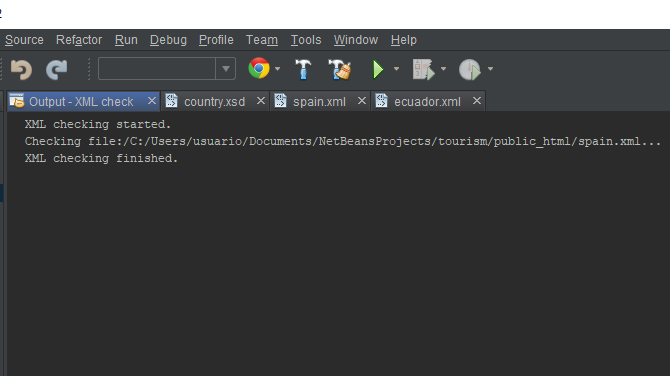 Source Refactor Run Debug Profile Team Tools Window Help
Output - XML check country.xsd spain.xml ecuador.xml
XML checking started.
Checking file:/C:/Users/usuario/Documents/NetBeansProjects/tourism/public_html/spain.xml...
XML checking finished.